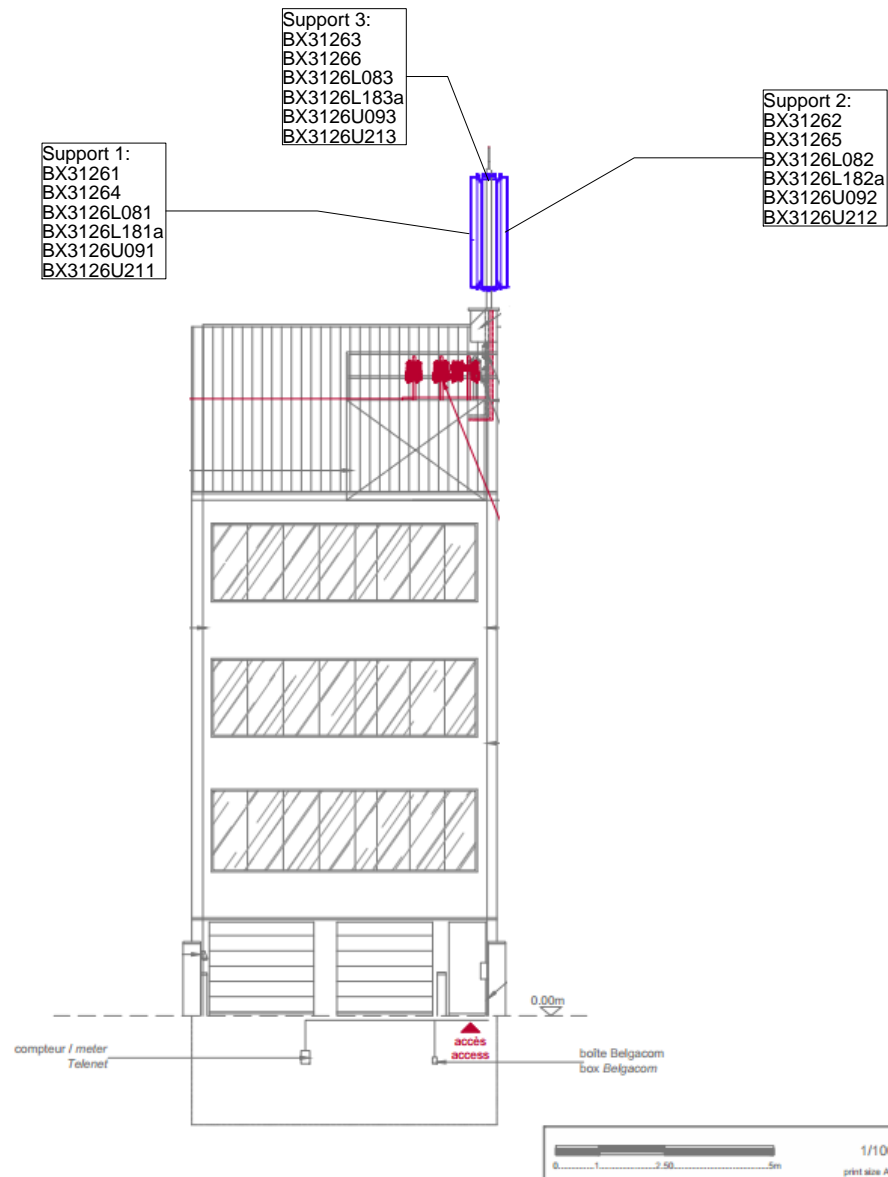 Support 3:
BX31263
BX31266
BX3126L083
BX3126L183a
BX3126U093
BX3126U213
Support 2:
BX31262
BX31265
BX3126L082
BX3126L182a
BX3126U092
BX3126U212
Support 1:
BX31261
BX31264
BX3126L081
BX3126L181a
BX3126U091
BX3126U211
0.00m
accès
access
compteur / meter
Telenet
boîte Belgacom
box Belgacom
1/10
0 1 2.50 5m
print size A